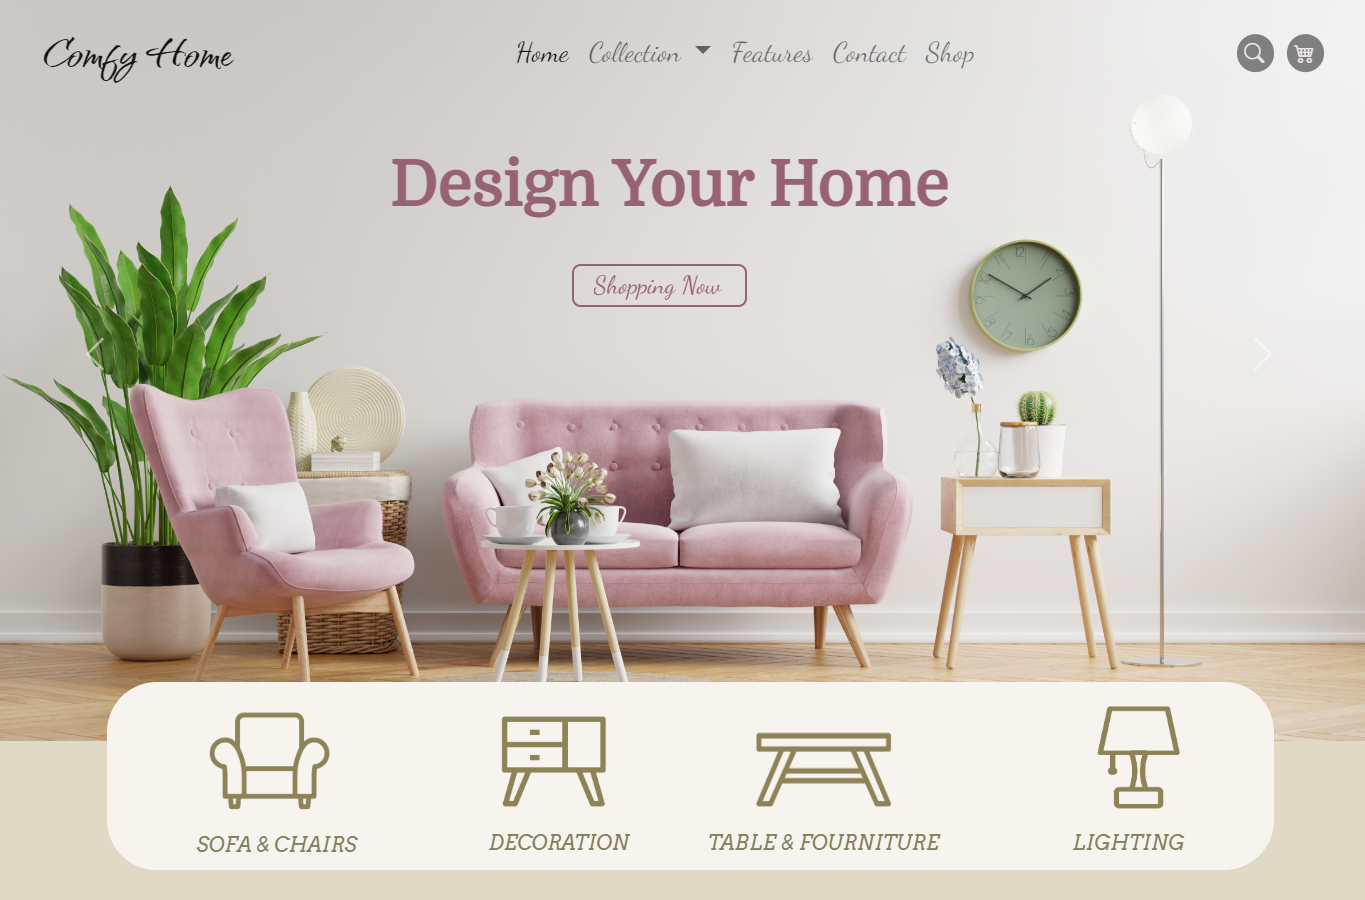 Comfy Home
Home Collection Features Contact Shop
Design Your Home
Shopping Now
SOFA & CHAIRS DECORATION TABLE & FOURNITURE LIGHTING